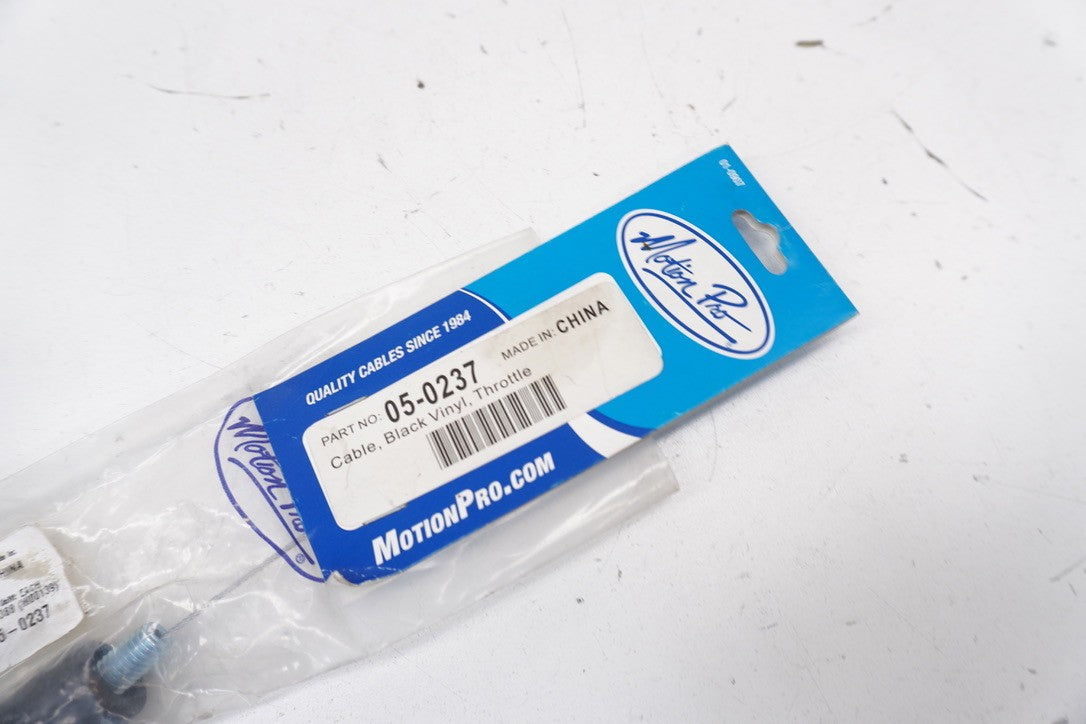 Motion Pro
®
QUALITY CABLES SINCE 1984
PART NO: 05-0237 MADE IN: CHINA
Cable, Black Vinyl, Throttle
MOTIONPRO.COM
Motion Pro
®
0237